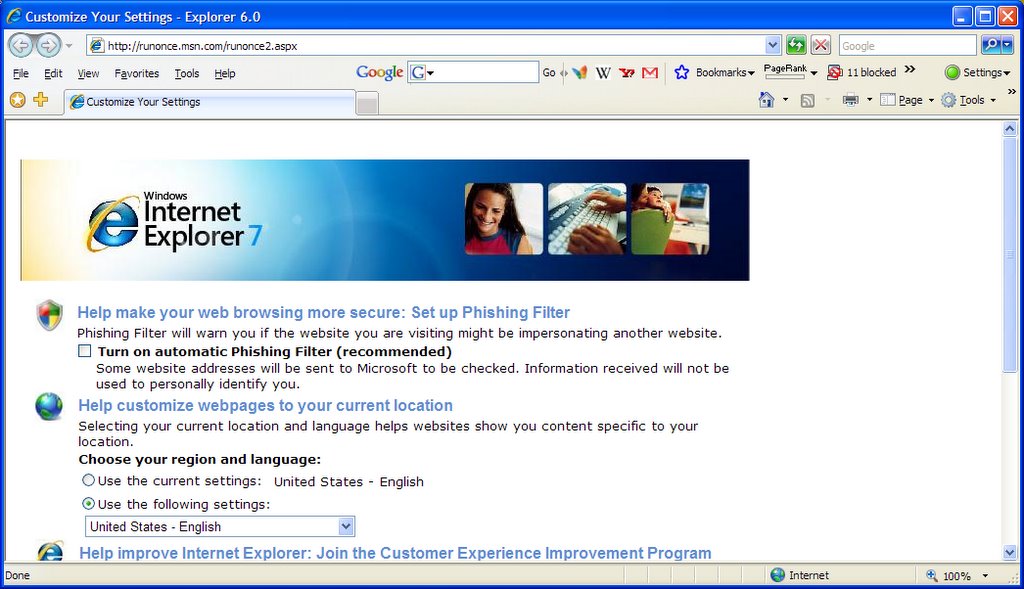 Customize Your Settings - Explorer 6.0
http://runonce.msn.com/runonce2.aspx
Google
File Edit View Favorites Tools Help
Google G Go W Y! M Bookmarks PageRank 11 blocked » Settings
Customize Your Settings
Page Tools »
Windows
Internet
Explorer 7
Help make your web browsing more secure: Set up Phishing Filter
Phishing Filter will warn you if the website you are visiting might be impersonating another website.
Turn on automatic Phishing Filter (recommended)
Some website addresses will be sent to Microsoft to be checked. Information received will not be
used to personally identify you.
Help customize webpages to your current location
Selecting your current location and language helps websites show you content specific to your
location.
Choose your region and language:
Use the current settings: United States - English
Use the following settings:
United States - English
Help improve Internet Explorer: Join the Customer Experience Improvement Program
Done Internet 100%